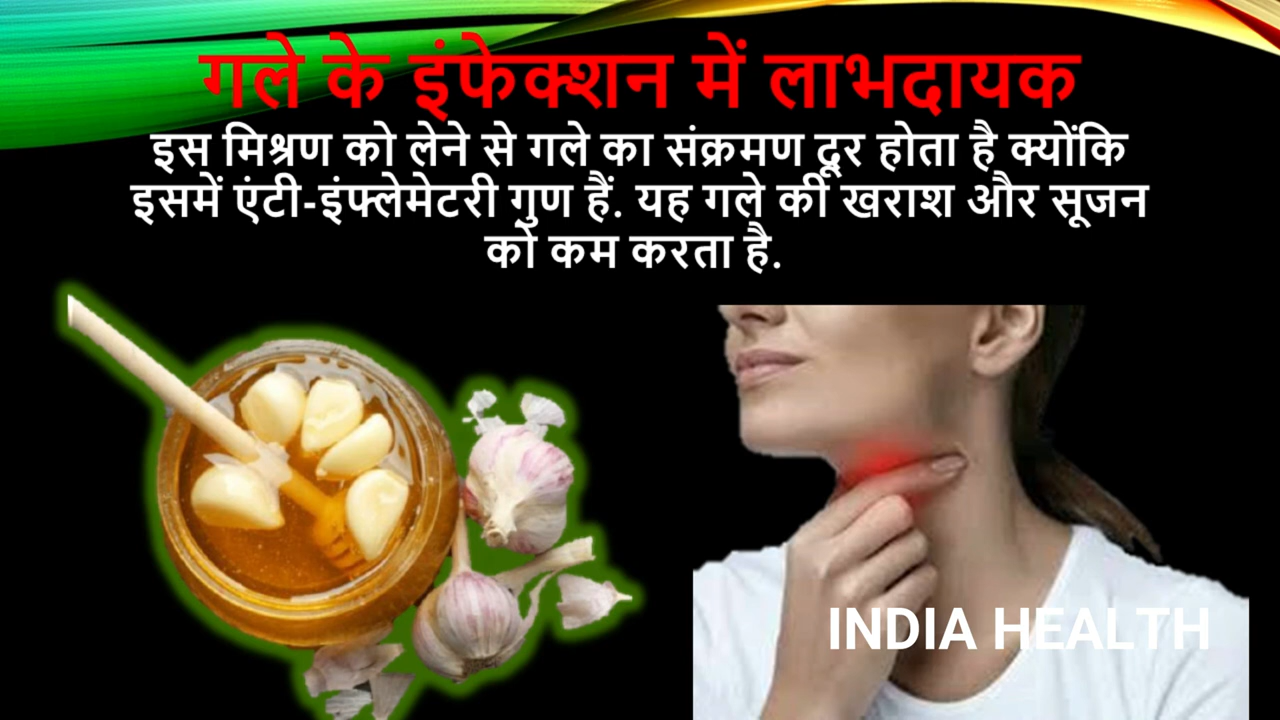 गले के इंफेक्शन में लाभदायक
इस मिश्रण को लेने से गले का संक्रमण दूर होता है क्योंकि
इसमें एंटी-इंफ्लेमेटरी गुण हैं. यह गले की खराश और सूजन
को कम करता है.
INDIA HEALTH